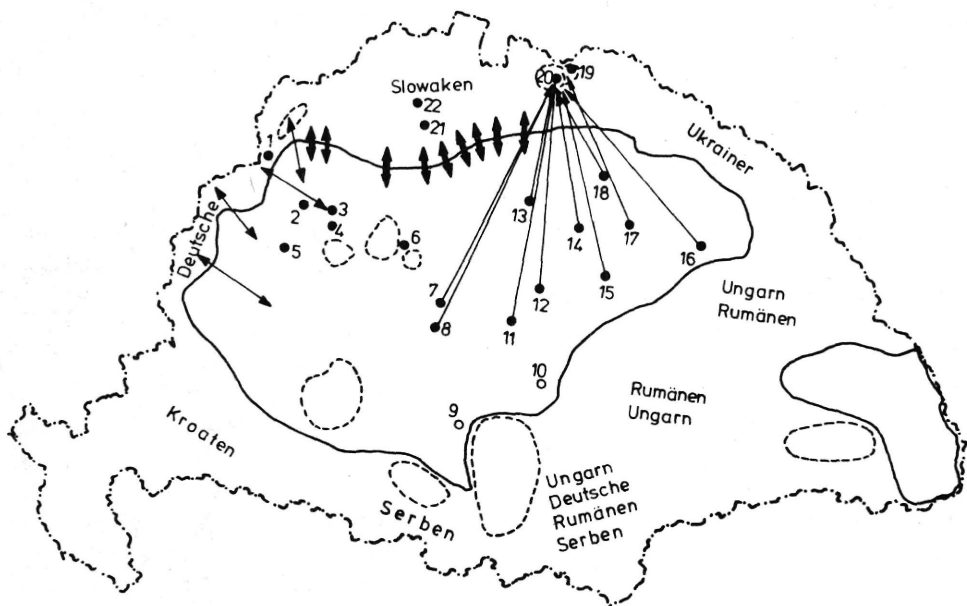 19
20
Slowaken
22
21
1
Ukrainer
18
2
3
13
4
14
17
Deutsche
5
6
16
15
7
12
Ungarn
Rumänen
8
11
10
Rumänen
Ungarn
9
Kroaten
Ungarn
Deutsche
Rumänen
Serben
Serben